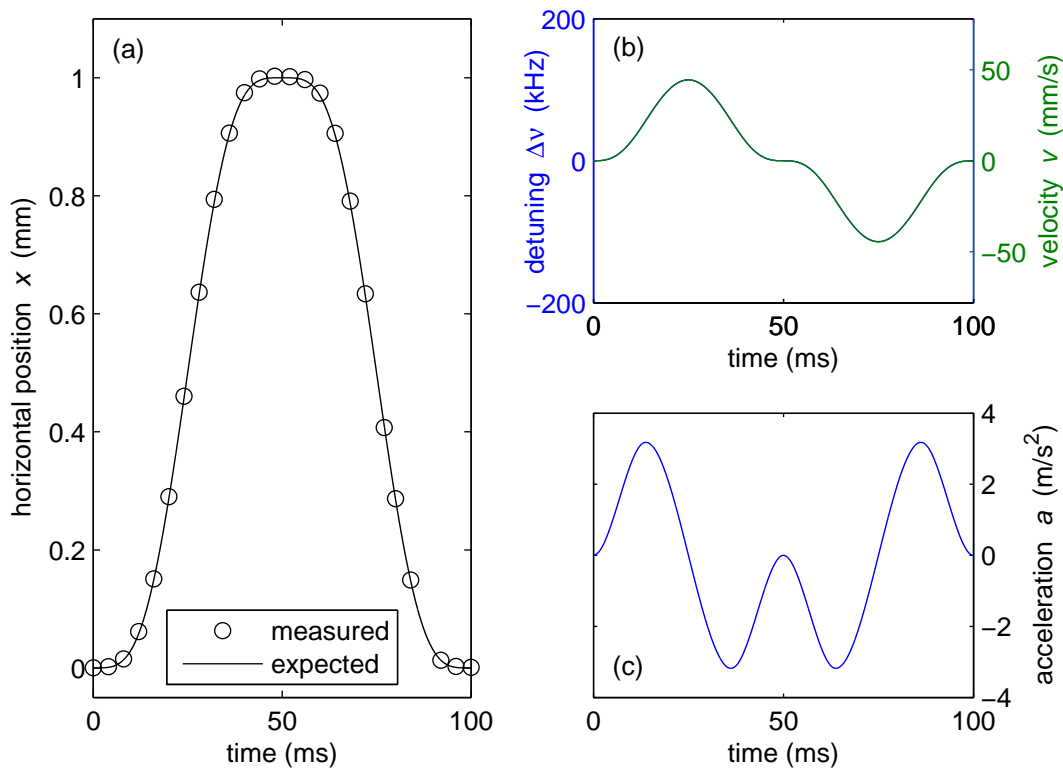 (a)
horizontal position x (mm)
1
0.8
0.6
0.4
0.2
0
measured
expected
0
50
100
time (ms)
(b)
detuning Δν (kHz)
200
0
−200
velocity v (mm/s)
50
0
−50
0
50
100
time (ms)
(c)
acceleration a (m/s²)
4
2
0
−2
−4
0
50
100
time (ms)